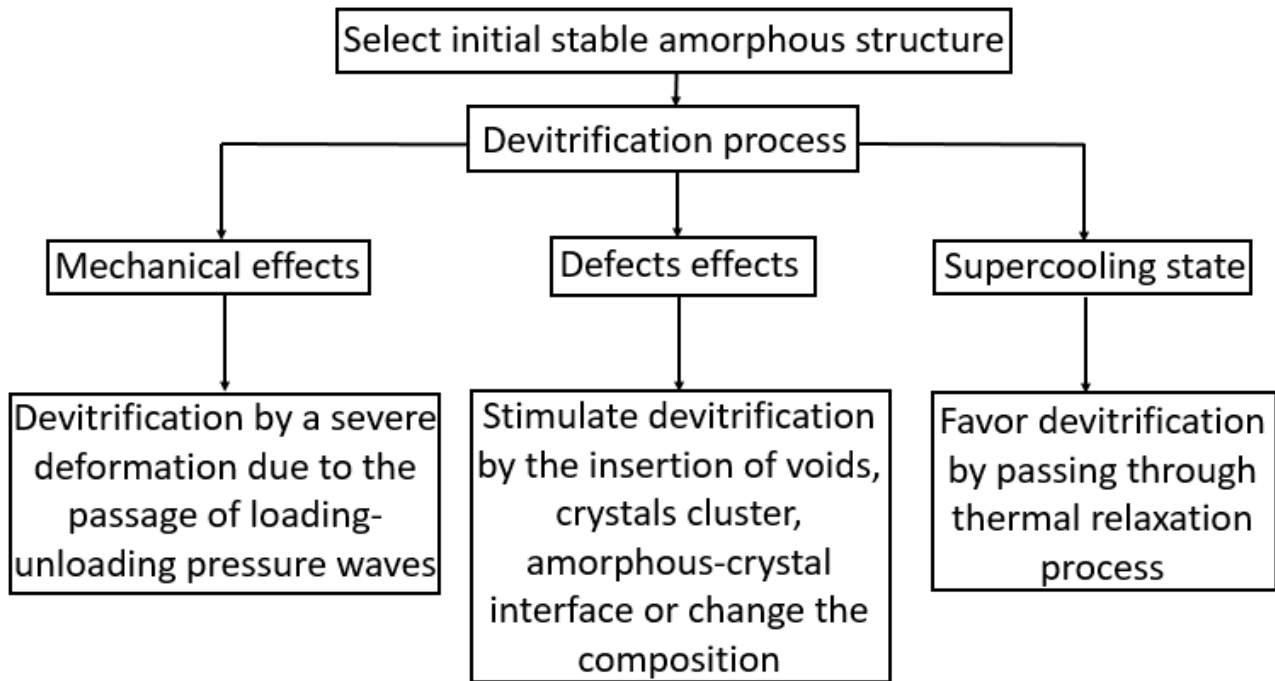 Select initial stable amorphous structure
Devitrification process
Mechanical effects
Defects effects
Supercooling state
Devitrification by a severe
deformation due to the
passage of loading-
unloading pressure waves
Stimulate devitrification
by the insertion of voids,
crystals cluster,
amorphous-crystal
interface or change the
composition
Favor devitrification
by passing through
thermal relaxation
process